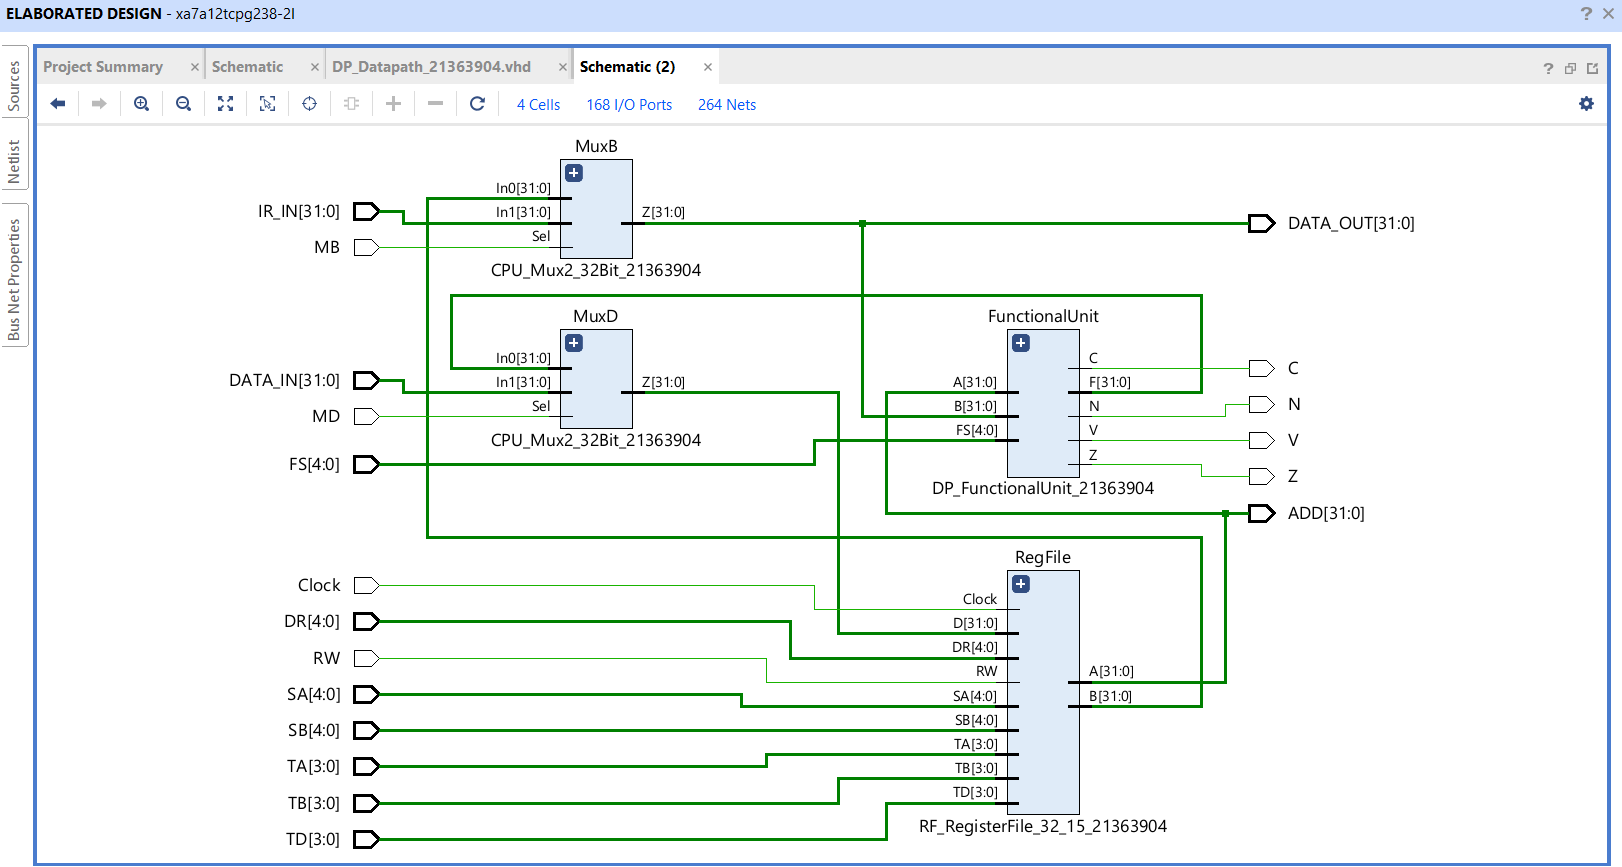 ELABORATED DESIGN - xa7a12tcpg238-2I
Sources
Netlist
Bus Net Properties
Project Summary
Schematic
DP_Datapath_21363904.vhd
Schematic (2)
4 Cells
168 I/O Ports
264 Nets
MuxB
In0[31:0]
In1[31:0]
Sel
Z[31:0]
CPU_Mux2_32Bit_21363904
IR_IN[31:0]
MB
DATA_OUT[31:0]
MuxD
In0[31:0]
In1[31:0]
Sel
Z[31:0]
CPU_Mux2_32Bit_21363904
DATA_IN[31:0]
MD
FS[4:0]
FunctionalUnit
A[31:0]
B[31:0]
FS[4:0]
C
F[31:0]
N
V
Z
DP_FunctionalUnit_21363904
C
N
V
Z
ADD[31:0]
RegFile
Clock
D[31:0]
DR[4:0]
RW
SA[4:0]
SB[4:0]
TA[3:0]
TB[3:0]
TD[3:0]
A[31:0]
B[31:0]
RF_RegisterFile_32_15_21363904
Clock
DR[4:0]
RW
SA[4:0]
SB[4:0]
TA[3:0]
TB[3:0]
TD[3:0]